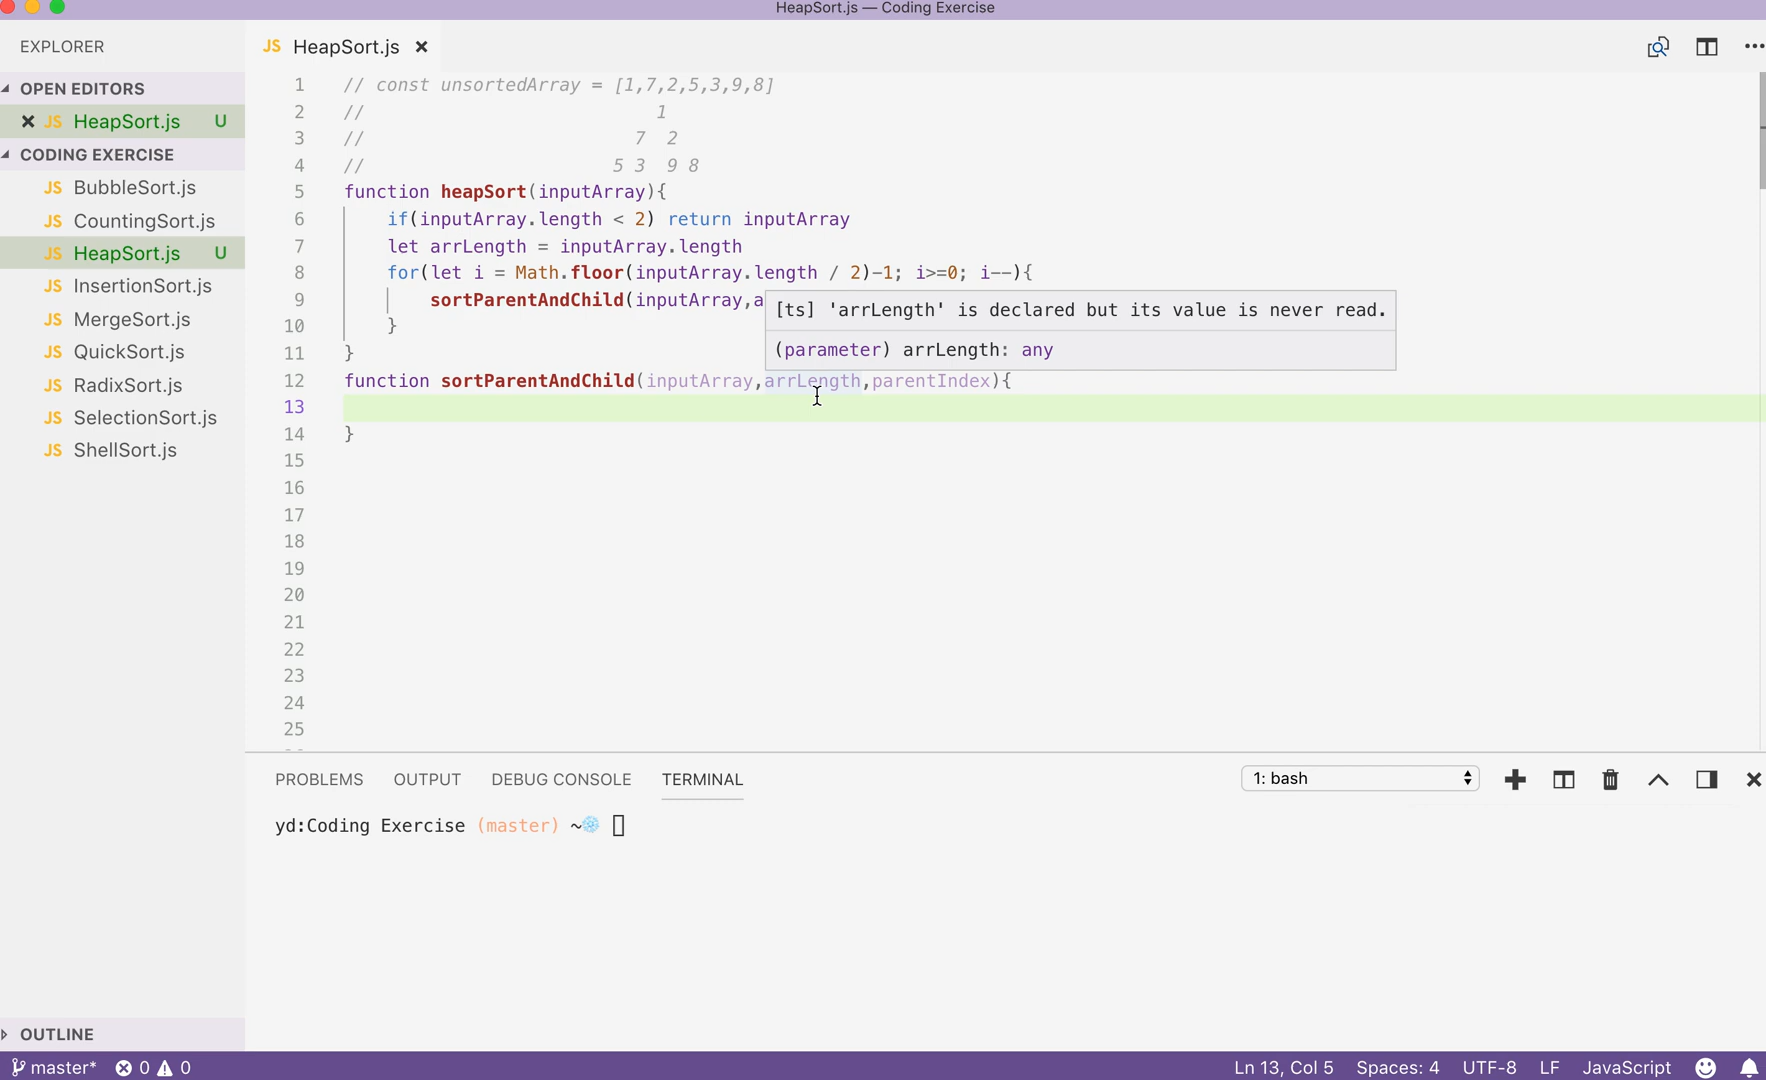 HeapSort.js — Coding Exercise
EXPLORER
JS HeapSort.js ×
OPEN EDITORS
× JS HeapSort.js U
CODING EXERCISE
JS BubbleSort.js
JS CountingSort.js
JS HeapSort.js U
JS InsertionSort.js
JS MergeSort.js
JS QuickSort.js
JS RadixSort.js
JS SelectionSort.js
JS ShellSort.js
OUTLINE
1 // const unsortedArray = [1,7,2,5,3,9,8]
2 // 1
3 // 7 2
4 // 5 3 9 8
5 function heapSort(inputArray){
6 if(inputArray.length < 2) return inputArray
7 let arrLength = inputArray.length
8 for(let i = Math.floor(inputArray.length / 2)-1; i>=0; i--){
9 sortParentAndChild(inputArray,a
[ts] 'arrLength' is declared but its value is never read.
10 }
(parameter) arrLength: any
11 }
12 function sortParentAndChild(inputArray,arrLength,parentIndex){
13
14 }
15
16
17
18
19
20
21
22
23
24
25
PROBLEMS OUTPUT DEBUG CONSOLE TERMINAL 1: bash
yd:Coding Exercise (master) ~
master* 0 0 Ln 13, Col 5 Spaces: 4 UTF-8 LF JavaScript